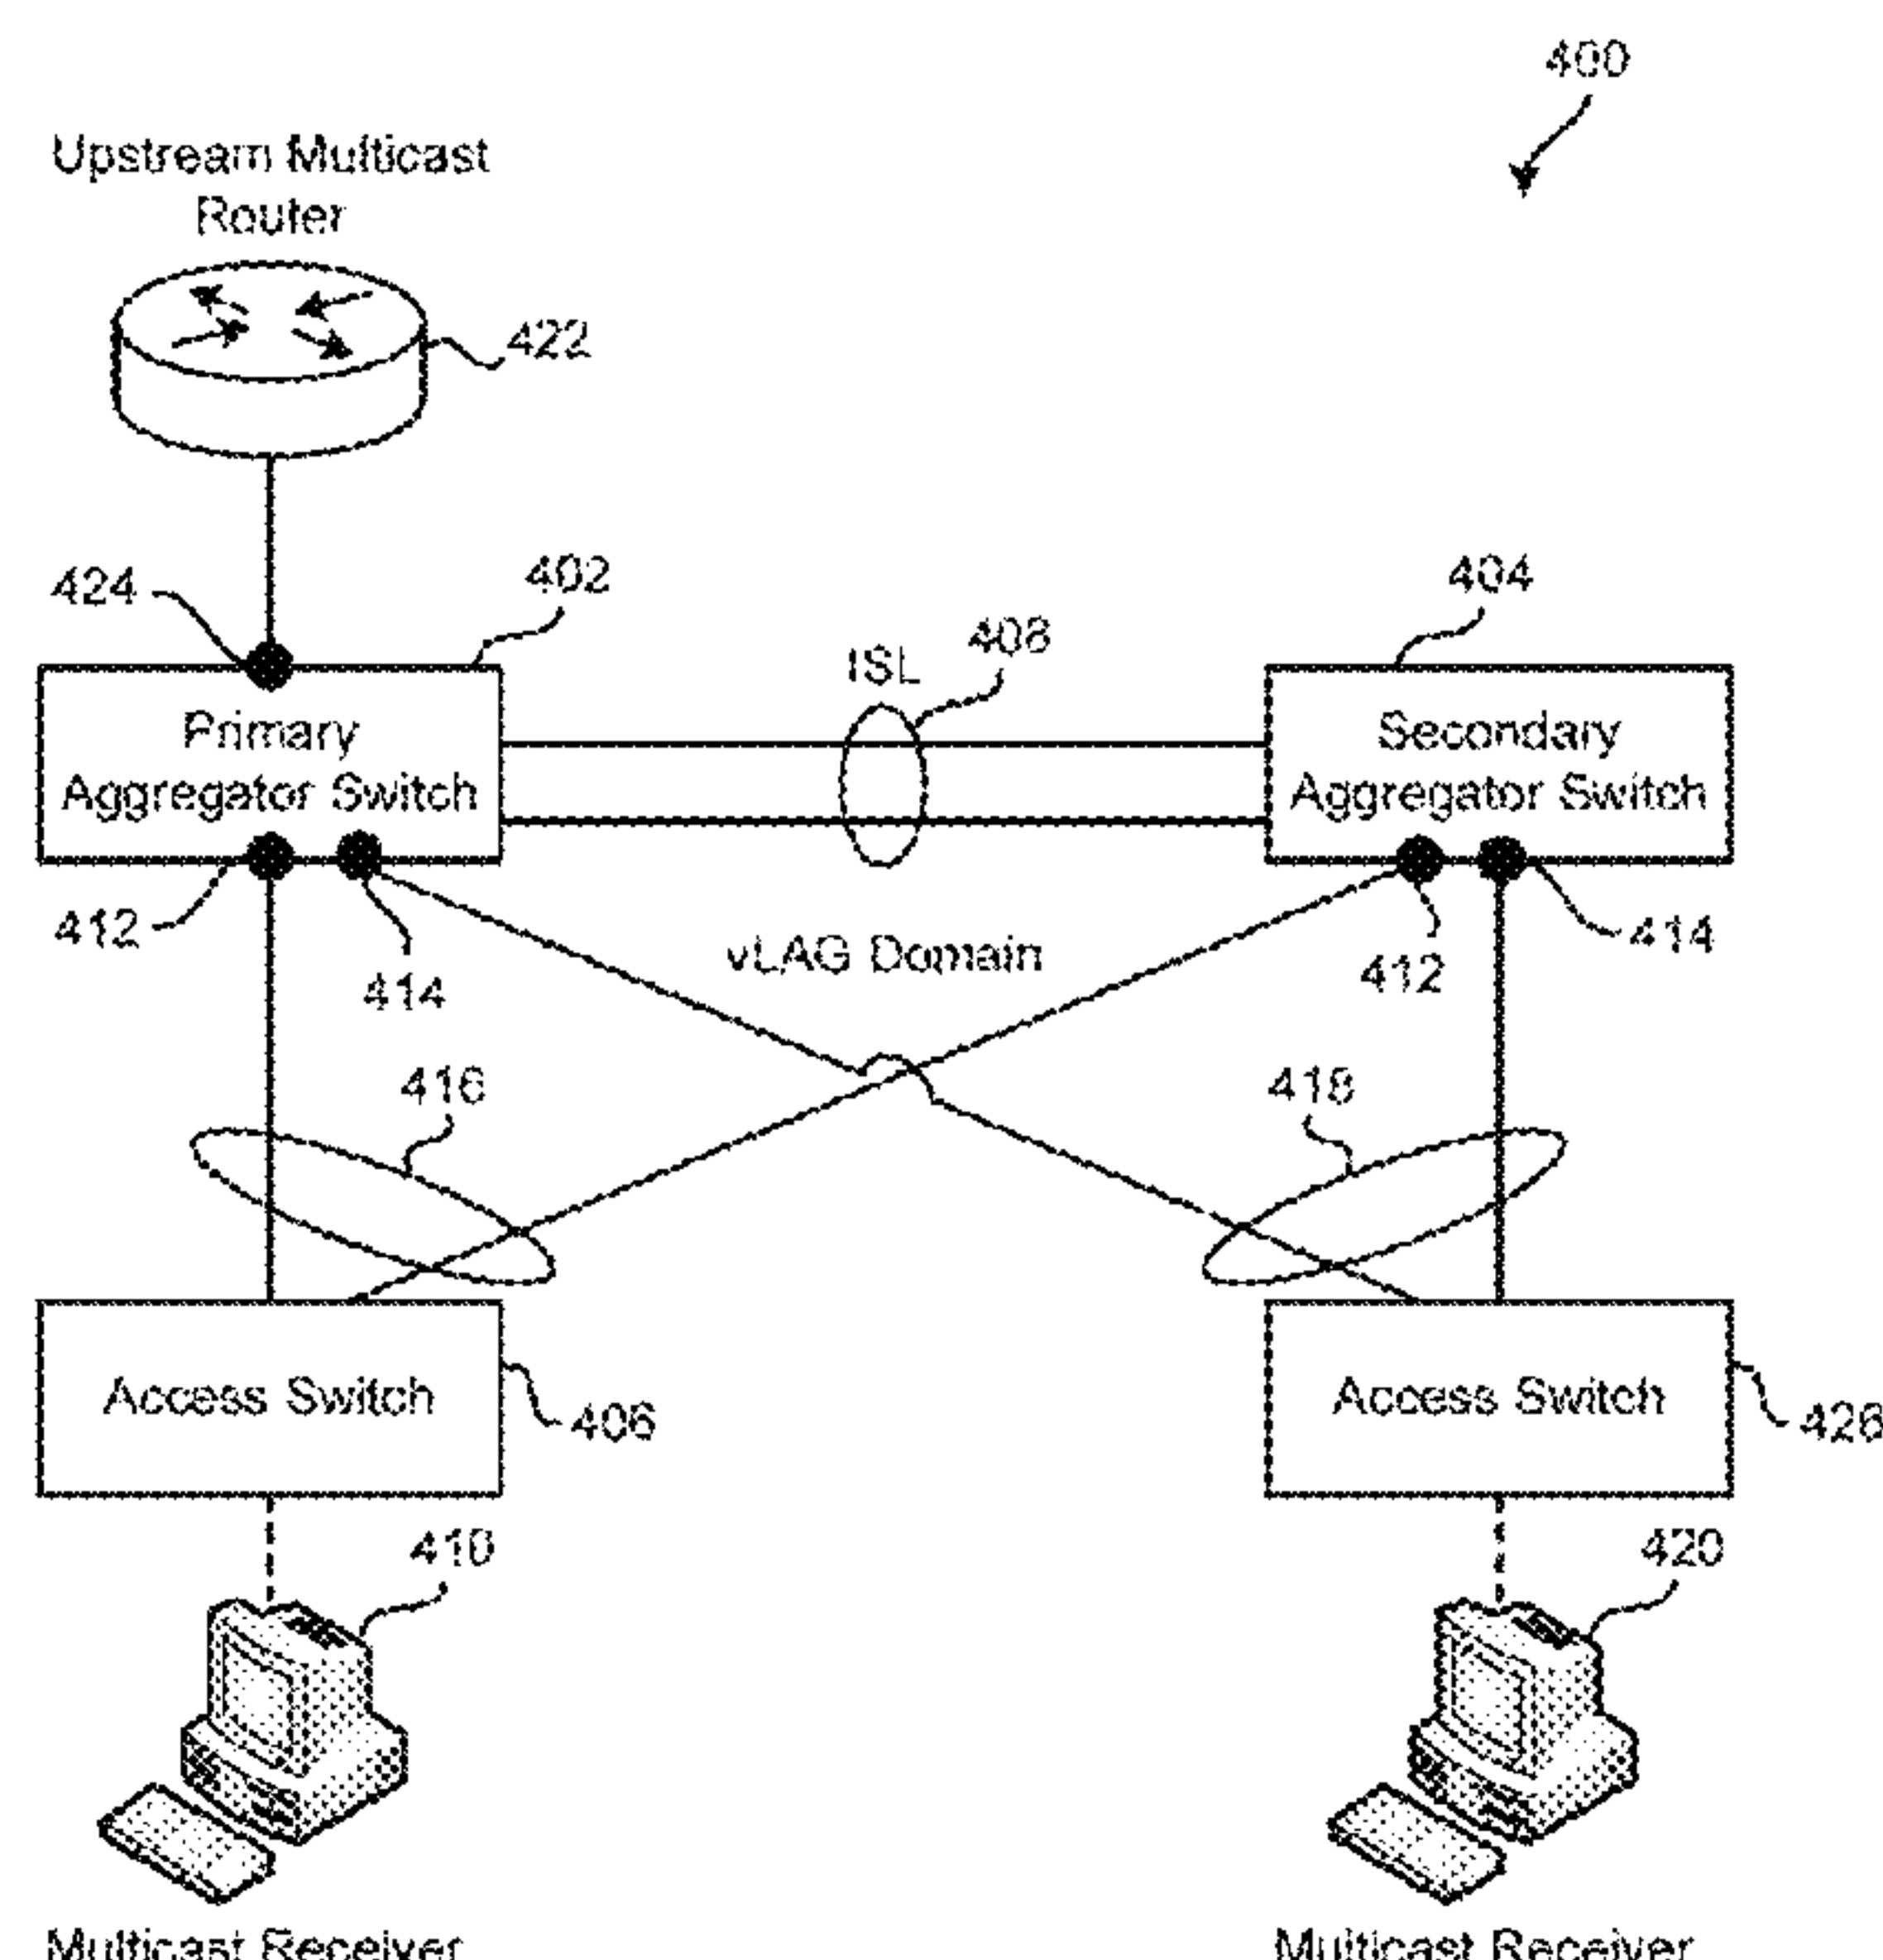 400
Upstream Multicast
Router
422
424
402
404
ISL
408
Primary
Aggregator Switch
Secondary
Aggregator Switch
412
414
vLAG Domain
412
414
416
418
Access Switch
406
Access Switch
426
410
420
Multicast Receiver
Multicast Receiver